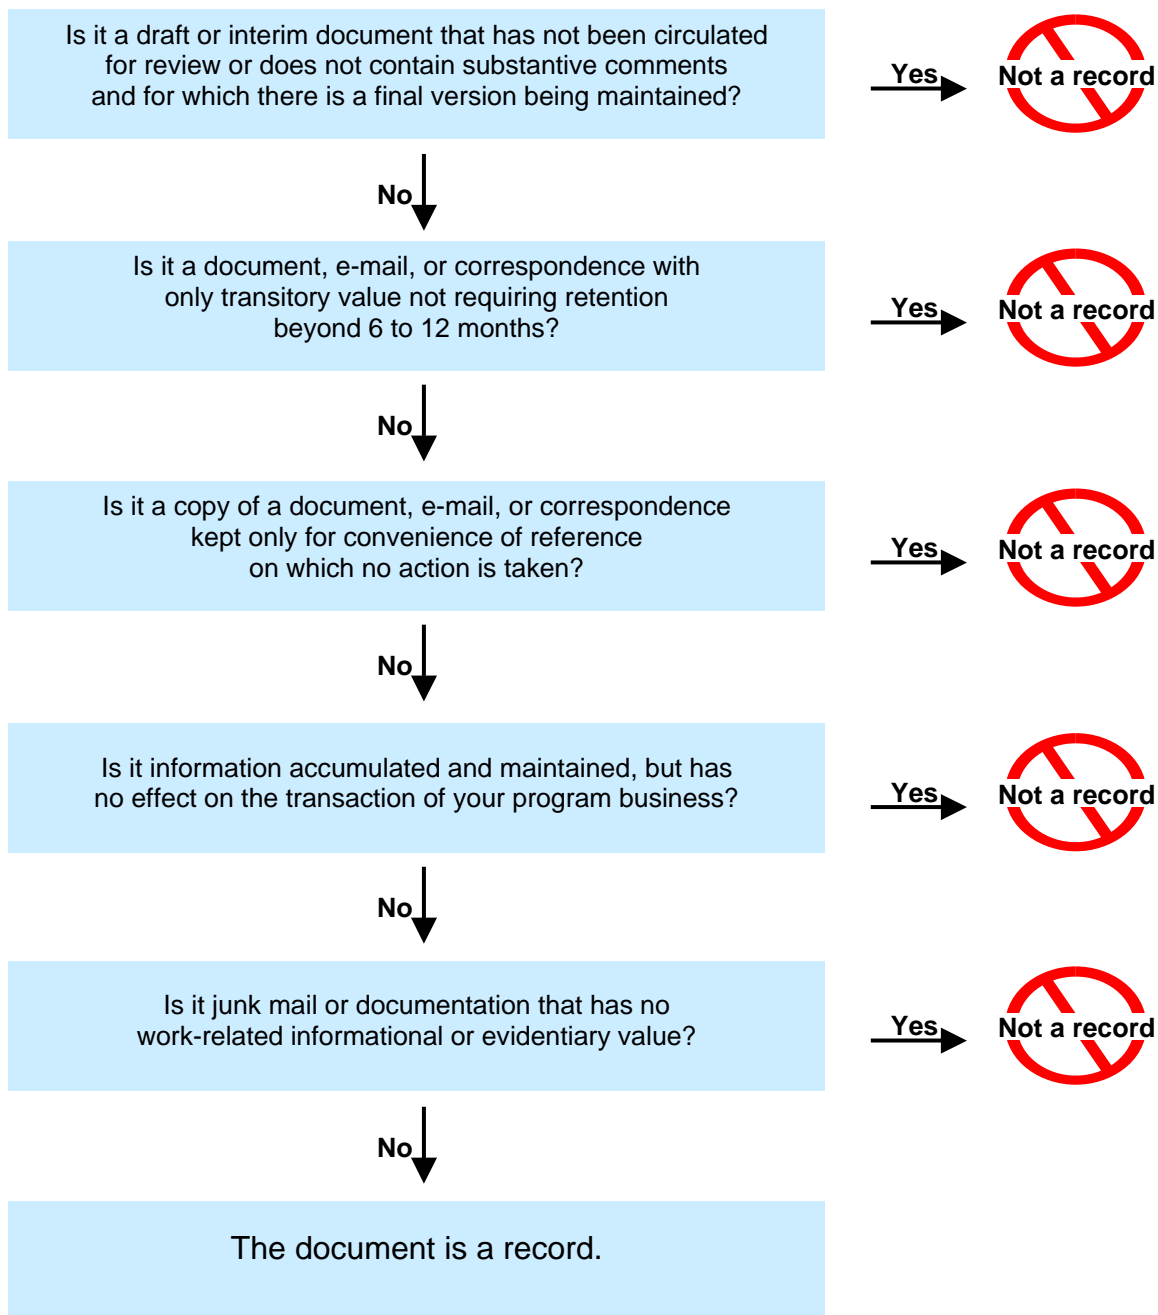 Is it a draft or interim document that has not been circulated
for review or does not contain substantive comments
and for which there is a final version being maintained?
Yes
Not a record
No
Is it a document, e-mail, or correspondence with
only transitory value not requiring retention
beyond 6 to 12 months?
Yes
Not a record
No
Is it a copy of a document, e-mail, or correspondence
kept only for convenience of reference
on which no action is taken?
Yes
Not a record
No
Is it information accumulated and maintained, but has
no effect on the transaction of your program business?
Yes
Not a record
No
Is it junk mail or documentation that has no
work-related informational or evidentiary value?
Yes
Not a record
No
The document is a record.